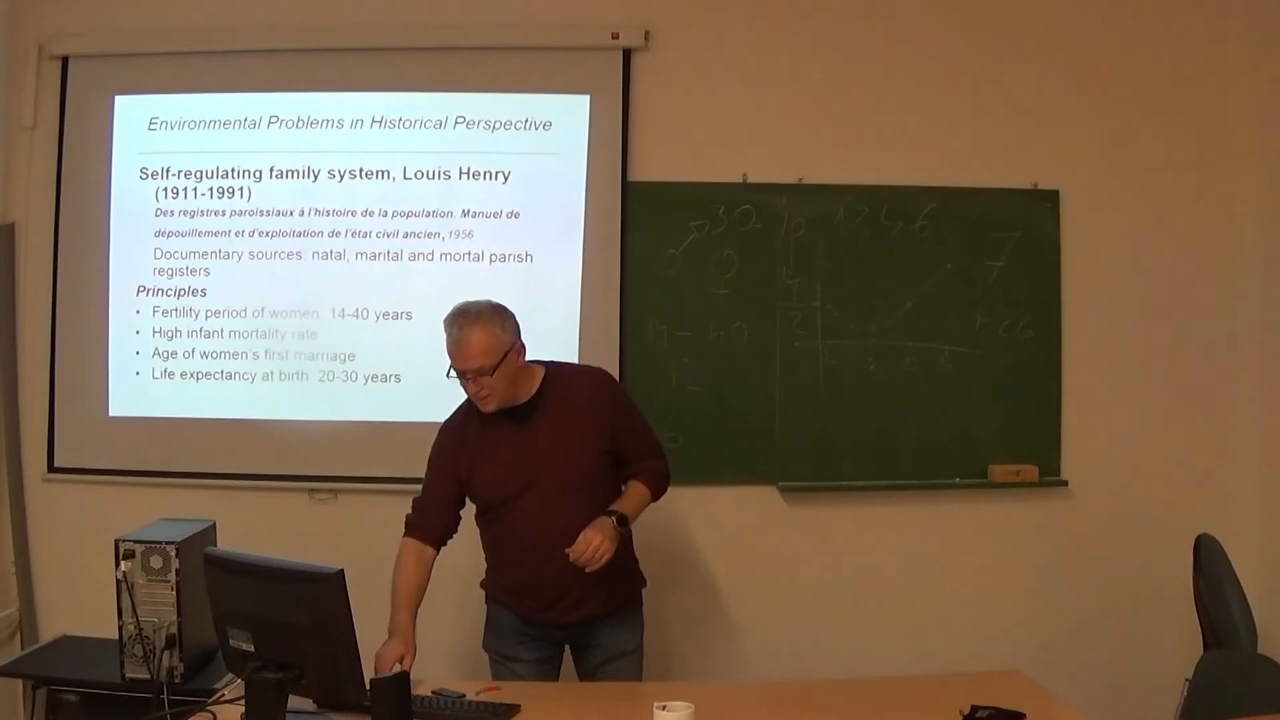 Environmental Problems in Historical Perspective
Self-regulating family system, Louis Henry
(1911-1991)
Des registres paroissiaux á l'histoire de la population. Manuel de
dépouillement et d'exploitation de l'état civil ancien, 1956
Documentary sources: natal, marital and mortal parish
registers
Principles
• Fertility period of women: 14-40 years
• High infant mortality rate
• Age of women's first marriage
• Life expectancy at birth: 20-30 years
30
7